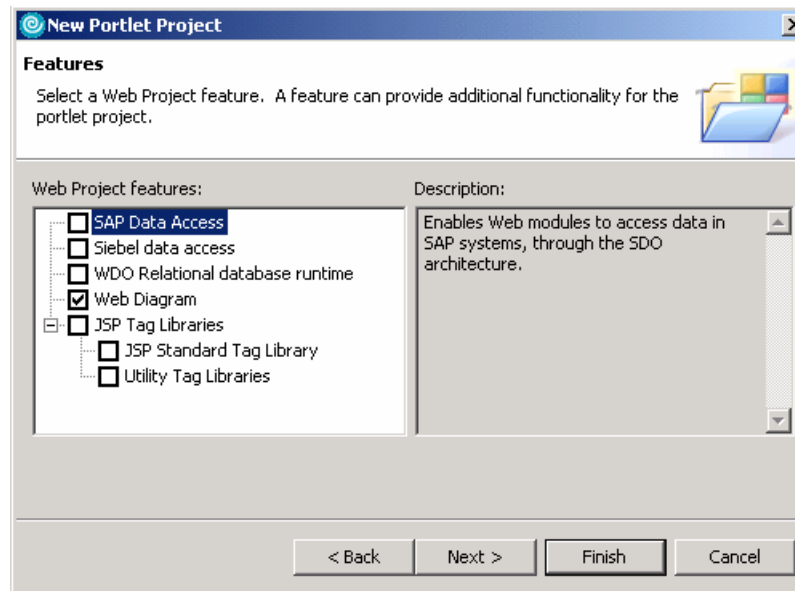 New Portlet Project
Features
Select a Web Project feature. A feature can provide additional functionality for the
portlet project.
Web Project features:
Description:
SAP Data Access
Siebel data access
WDO Relational database runtime
Web Diagram
JSP Tag Libraries
JSP Standard Tag Library
Utility Tag Libraries
Enables Web modules to access data in
SAP systems, through the SDO
architecture.
< Back
Next >
Finish
Cancel